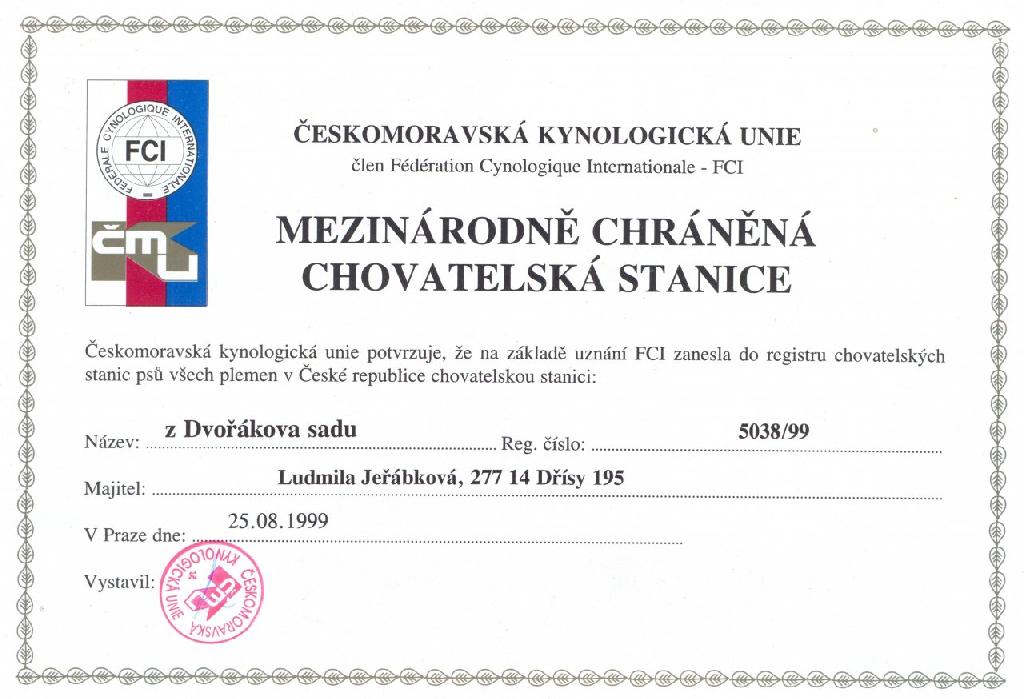 FEDERALE CYNOLOGIQUE INTERNATIONALE
FCI
čmku
ČESKOMORAVSKÁ KYNOLOGICKÁ UNIE
člen Fédération Cynologique Internationale - FCI
MEZINÁRODNĚ CHRÁNĚNÁ
CHOVATELSKÁ STANICE
Českomoravská kynologická unie potvrzuje, že na základě uznání FCI zanesla do registru chovatelských
stanic psů všech plemen v České republice chovatelskou stanici:
Název: z Dvořákova sadu Reg. číslo: 5038/99
Majitel: Ludmila Jeřábková, 277 14 Dřísy 195
V Praze dne: 25.08.1999
Vystavil:
ČESKOMORAVSKÁ KYNOLOGICKÁ UNIE